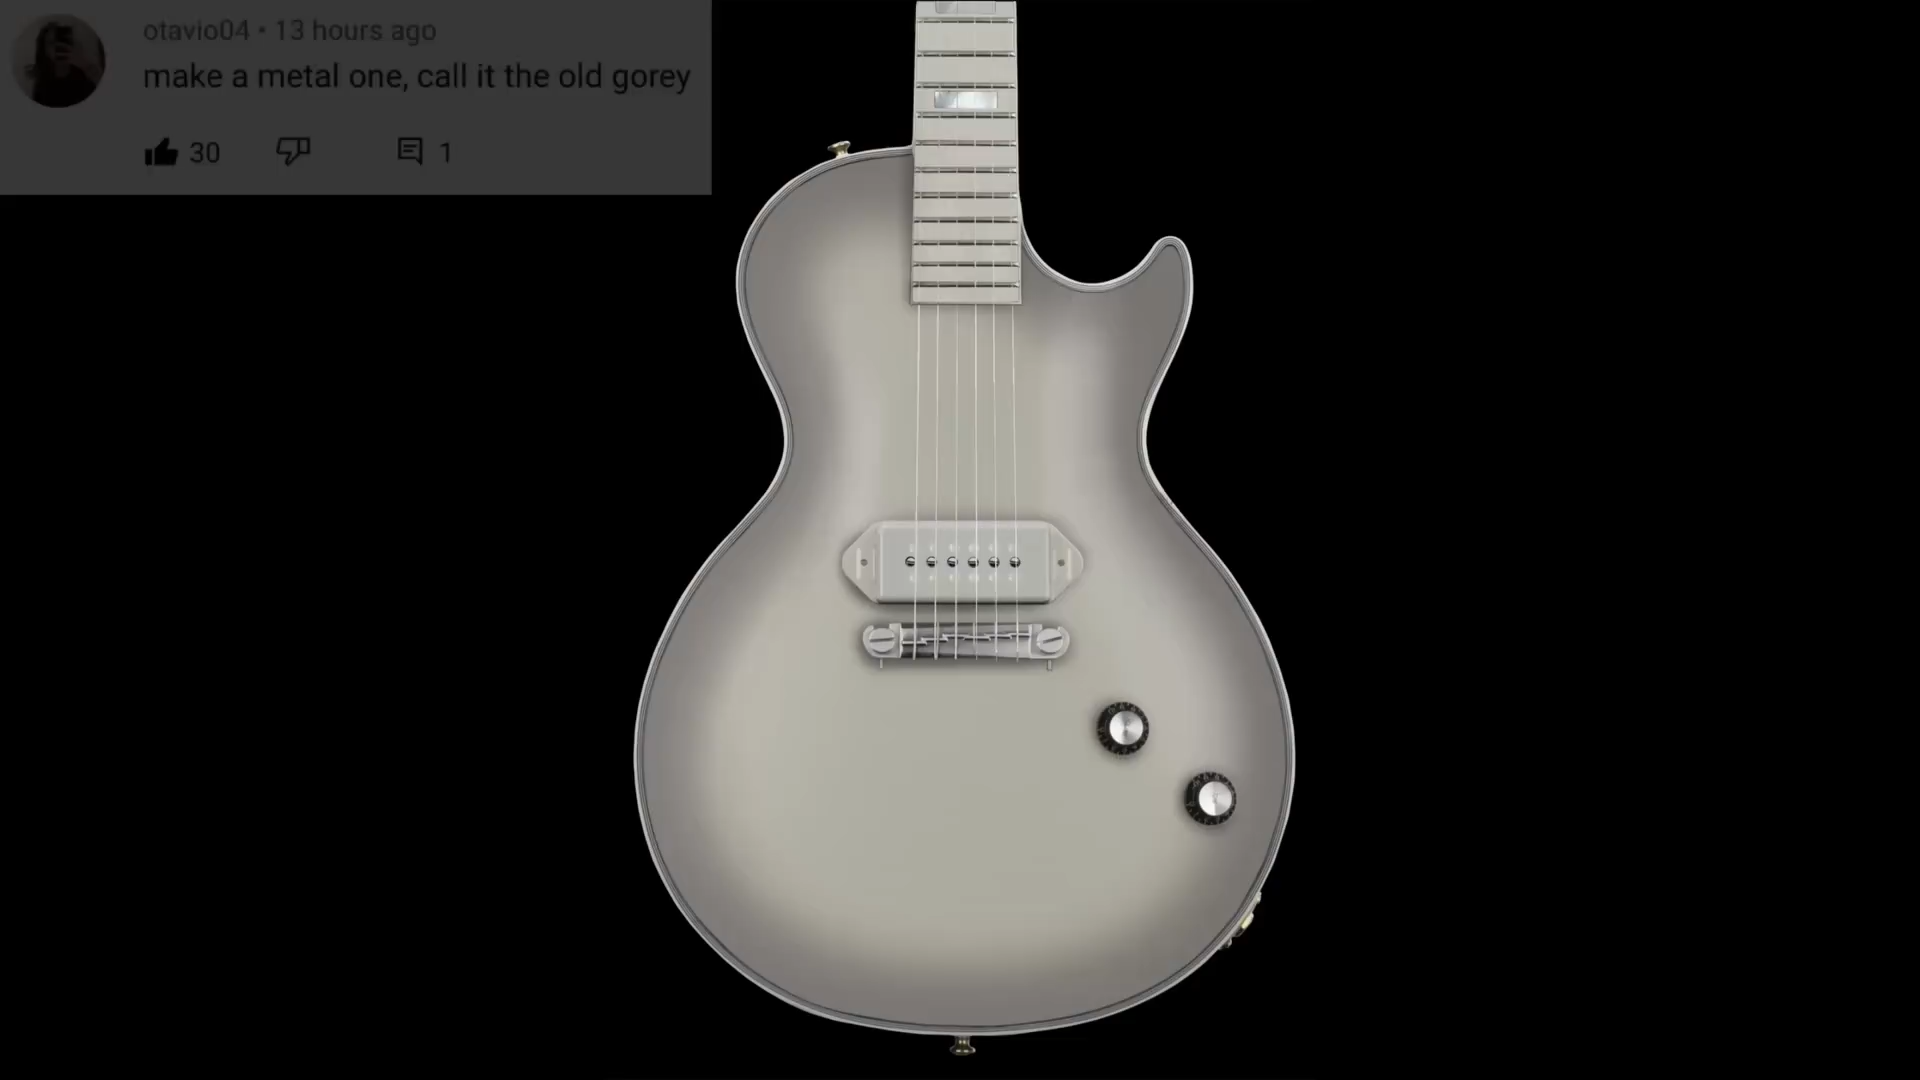 otavio04 • 13 hours ago
make a metal one, call it the old gorey
30 1